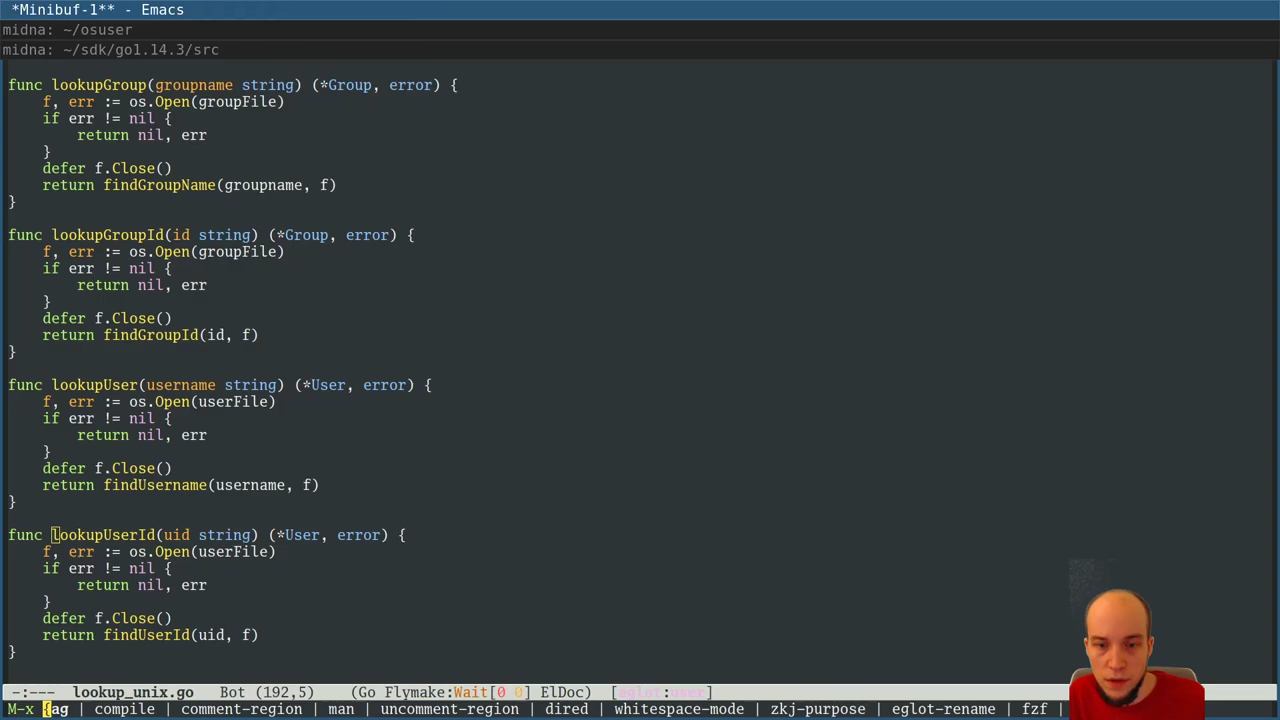 *Minibuf-1** - Emacs
midna: ~/osuser
midna: ~/sdk/go1.14.3/src
func lookupGroup(groupname string) (*Group, error) {
    f, err := os.Open(groupFile)
    if err != nil {
        return nil, err
    }
    defer f.Close()
    return findGroupName(groupname, f)
}
func lookupGroupId(id string) (*Group, error) {
    f, err := os.Open(groupFile)
    if err != nil {
        return nil, err
    }
    defer f.Close()
    return findGroupId(id, f)
}
func lookupUser(username string) (*User, error) {
    f, err := os.Open(userFile)
    if err != nil {
        return nil, err
    }
    defer f.Close()
    return findUsername(username, f)
}
func lookupUserId(uid string) (*User, error) {
    f, err := os.Open(userFile)
    if err != nil {
        return nil, err
    }
    defer f.Close()
    return findUserId(uid, f)
}
-:--- lookup_unix.go Bot (192,5) (Go Flymake:Wait[0 0] ElDoc) [eglot:user]
M-x {ag | compile | comment-region | man | uncomment-region | dired | whitespace-mode | zkj-purpose | eglot-rename | fzf |